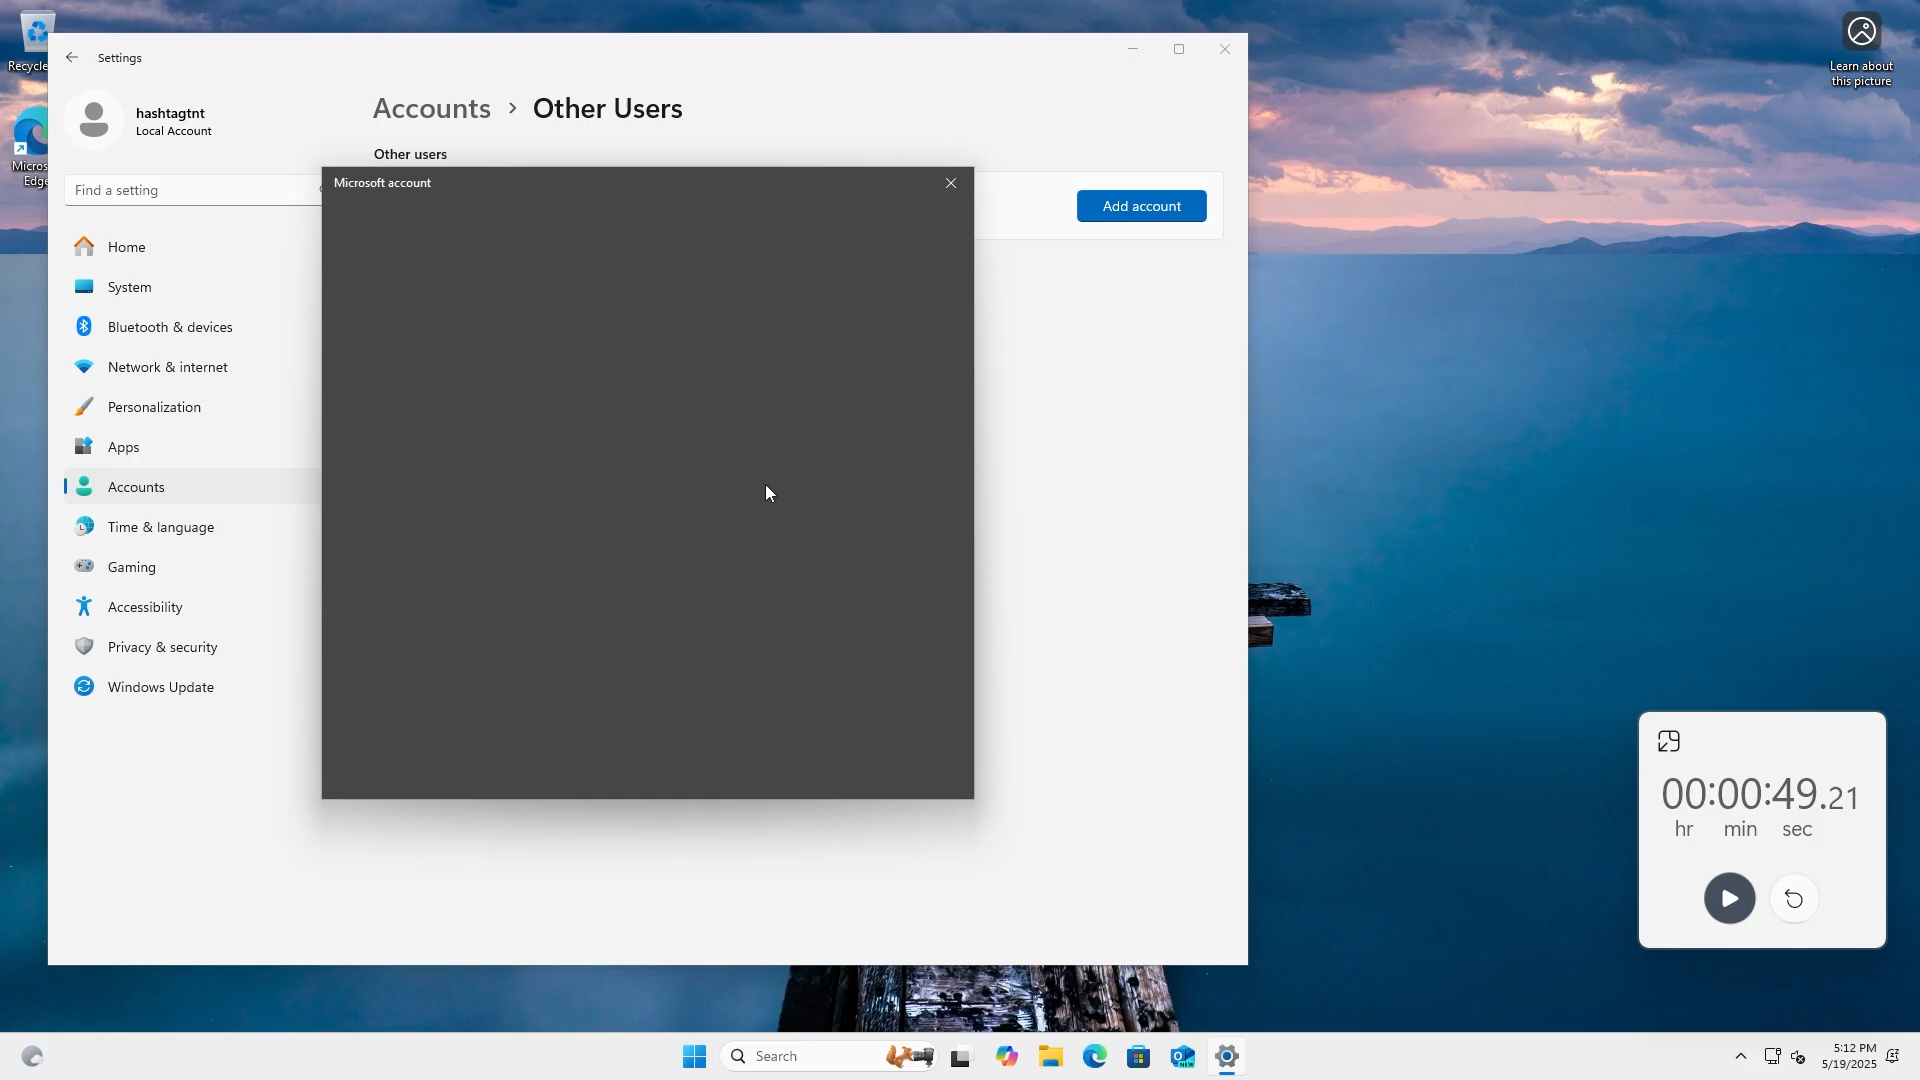 Recycle
Micros
Edge
Learn about
this picture
Settings
hashtagtnt
Local Account
Find a setting
Home
System
Bluetooth & devices
Network & internet
Personalization
Apps
Accounts
Time & language
Gaming
Accessibility
Privacy & security
Windows Update
Accounts > Other Users
Other users
Add account
Microsoft account
00:00:49.21
hr min sec
Search
NEW
5:12 PM
5/19/2025